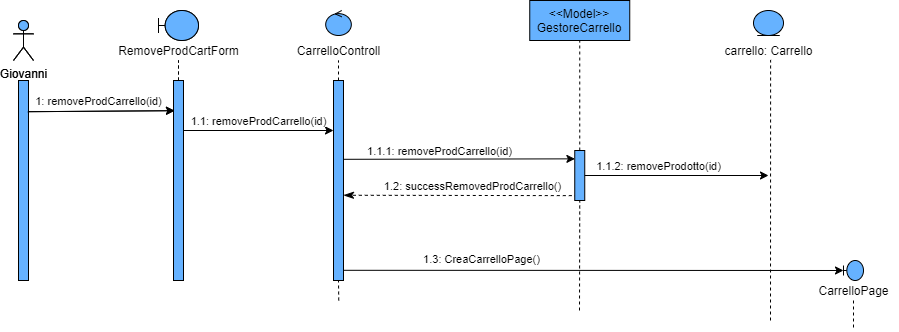 <<Model>>
GestoreCarrello
RemoveProdCartForm
CarrelloControll
carrello: Carrello
Giovanni
1: removeProdCarrello(id)
1.1: removeProdCarrello(id)
1.1.1: removeProdCarrello(id)
1.1.2: removeProdotto(id)
1.2: successRemovedProdCarrello()
1.3: CreaCarrelloPage()
CarrelloPage